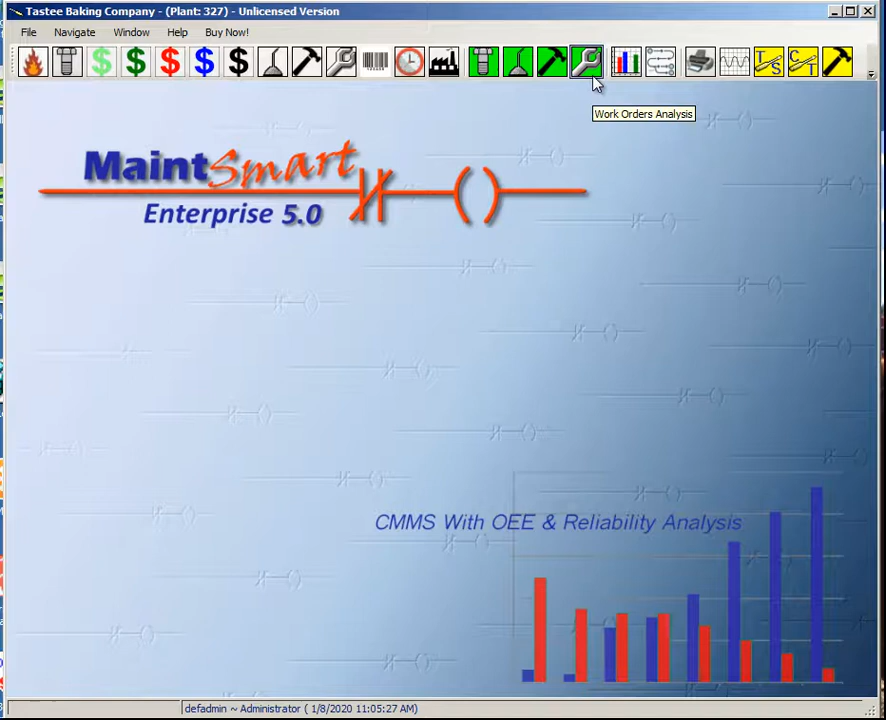 Tastee Baking Company - (Plant: 327) - Unlicensed Version
File Navigate Window Help Buy Now!
$ $ $ $ $ T/S C/T
Work Orders Analysis
MaintSmart
Enterprise 5.0
CMMS With OEE & Reliability Analysis
defadmin ~ Administrator ( 1/8/2020 11:05:27 AM)